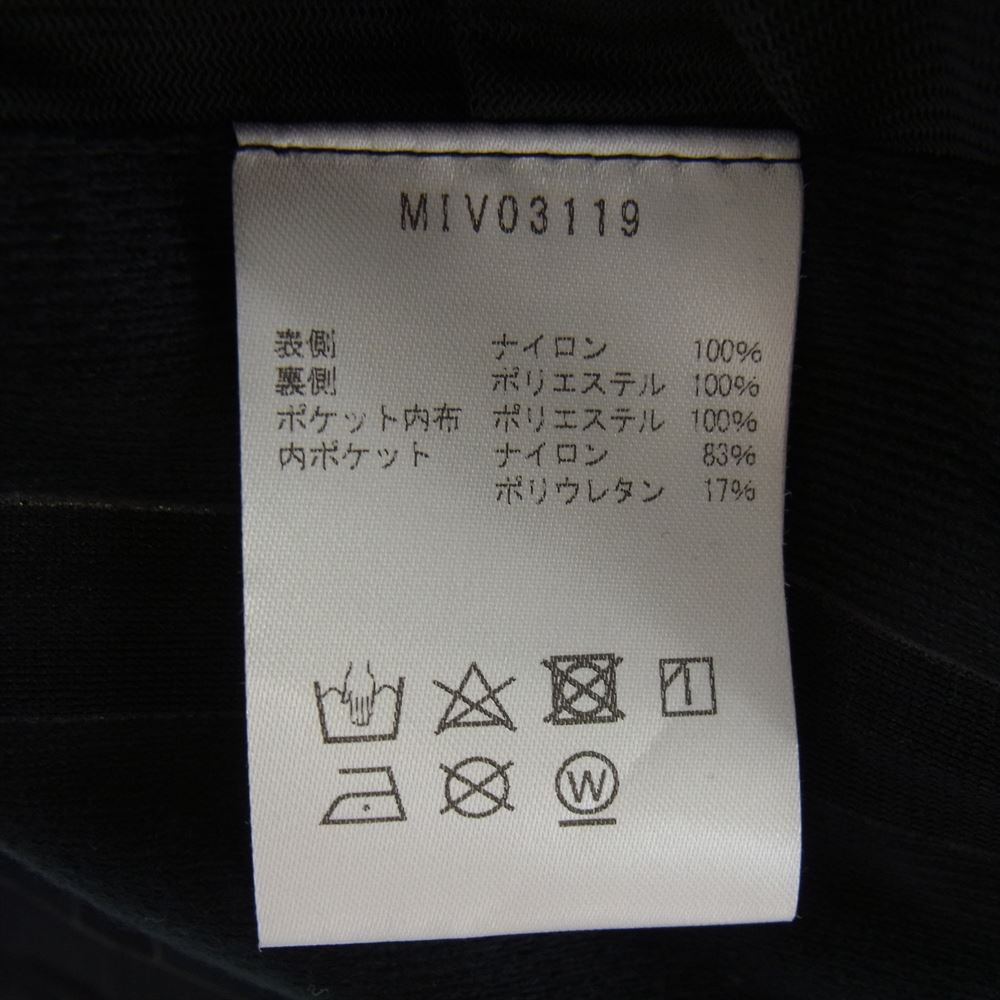 MIV03119
表側 ナイロン 100%
裏側 ポリエステル 100%
ポケット内布 ポリエステル 100%
内ポケット ナイロン 83%
ポリウレタン 17%
W